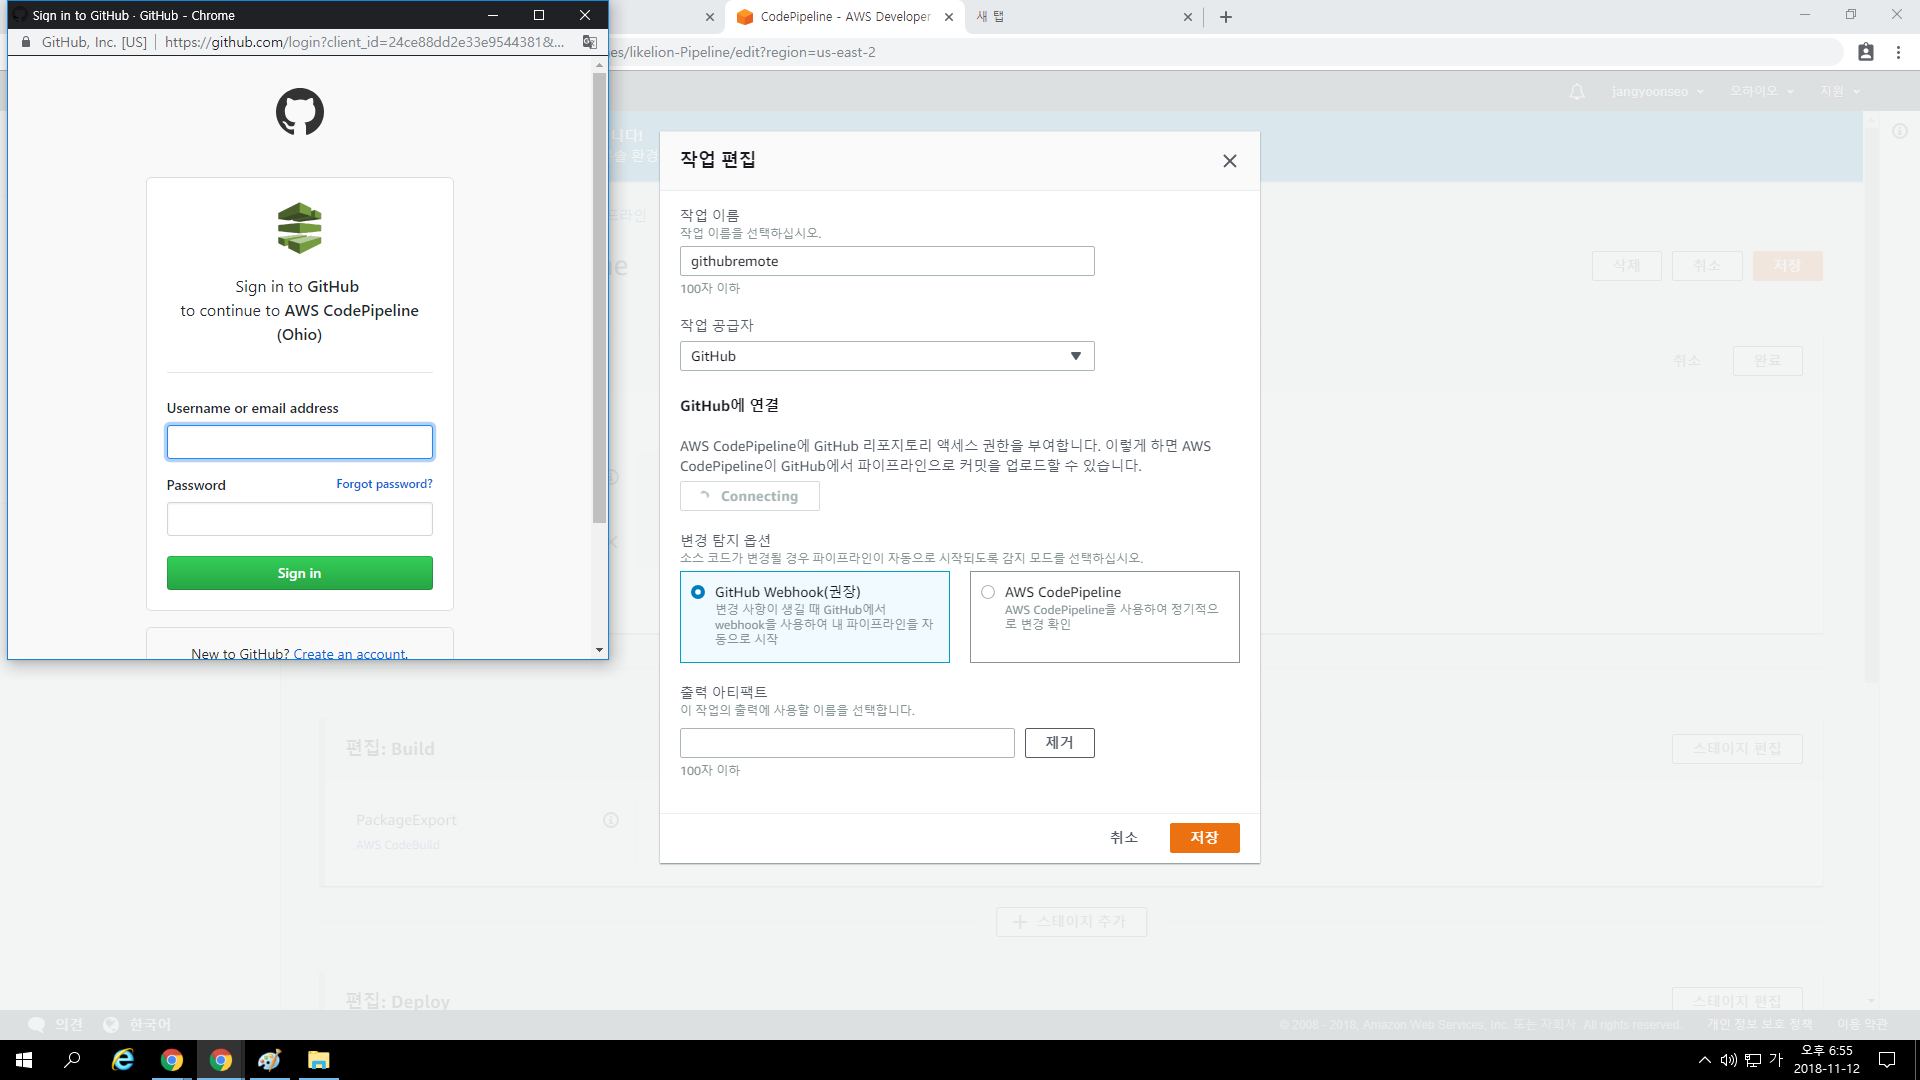 Sign in to GitHub · GitHub - Chrome
GitHub, Inc. [US]
https://github.com/login?client_id=24ce88dd2e33e9544381&...
Sign in to GitHub
to continue to AWS CodePipeline
(Ohio)
Username or email address
Password
Forgot password?
Sign in
New to GitHub? Create an account.
CodePipeline - AWS Developer
새 탭
es/likelion-Pipeline/edit?region=us-east-2
jangyoonseo
오하이오
지원
니다!
환경
프라인
삭제
취소
저장
취소
완료
작업 편집
작업 이름
작업 이름을 선택하십시오.
githubremote
100자 이하
작업 공급자
GitHub
GitHub에 연결
AWS CodePipeline에 GitHub 리포지토리 액세스 권한을 부여합니다. 이렇게 하면 AWS
CodePipeline이 GitHub에서 파이프라인으로 커밋을 업로드할 수 있습니다.
Connecting
변경 탐지 옵션
소스 코드가 변경될 경우 파이프라인이 자동으로 시작되도록 감지 모드를 선택하십시오.
GitHub Webhook(권장)
변경 사항이 생길 때 GitHub에서
webhook을 사용하여 내 파이프라인을 자
동으로 시작
AWS CodePipeline
AWS CodePipeline을 사용하여 정기적으
로 변경 확인
출력 아티팩트
이 작업의 출력에 사용할 이름을 선택합니다.
제거
100자 이하
취소
저장
편집: Build
스테이지 편집
PackageExport
AWS CodeBuild
스테이지 추가
편집: Deploy
스테이지 편집
의견
한국어
© 2008 - 2018, Amazon Web Services, Inc. 또는 자회사. All rights reserved.
개인 정보 보호 정책
이용 약관
가
오후 6:55
2018-11-12